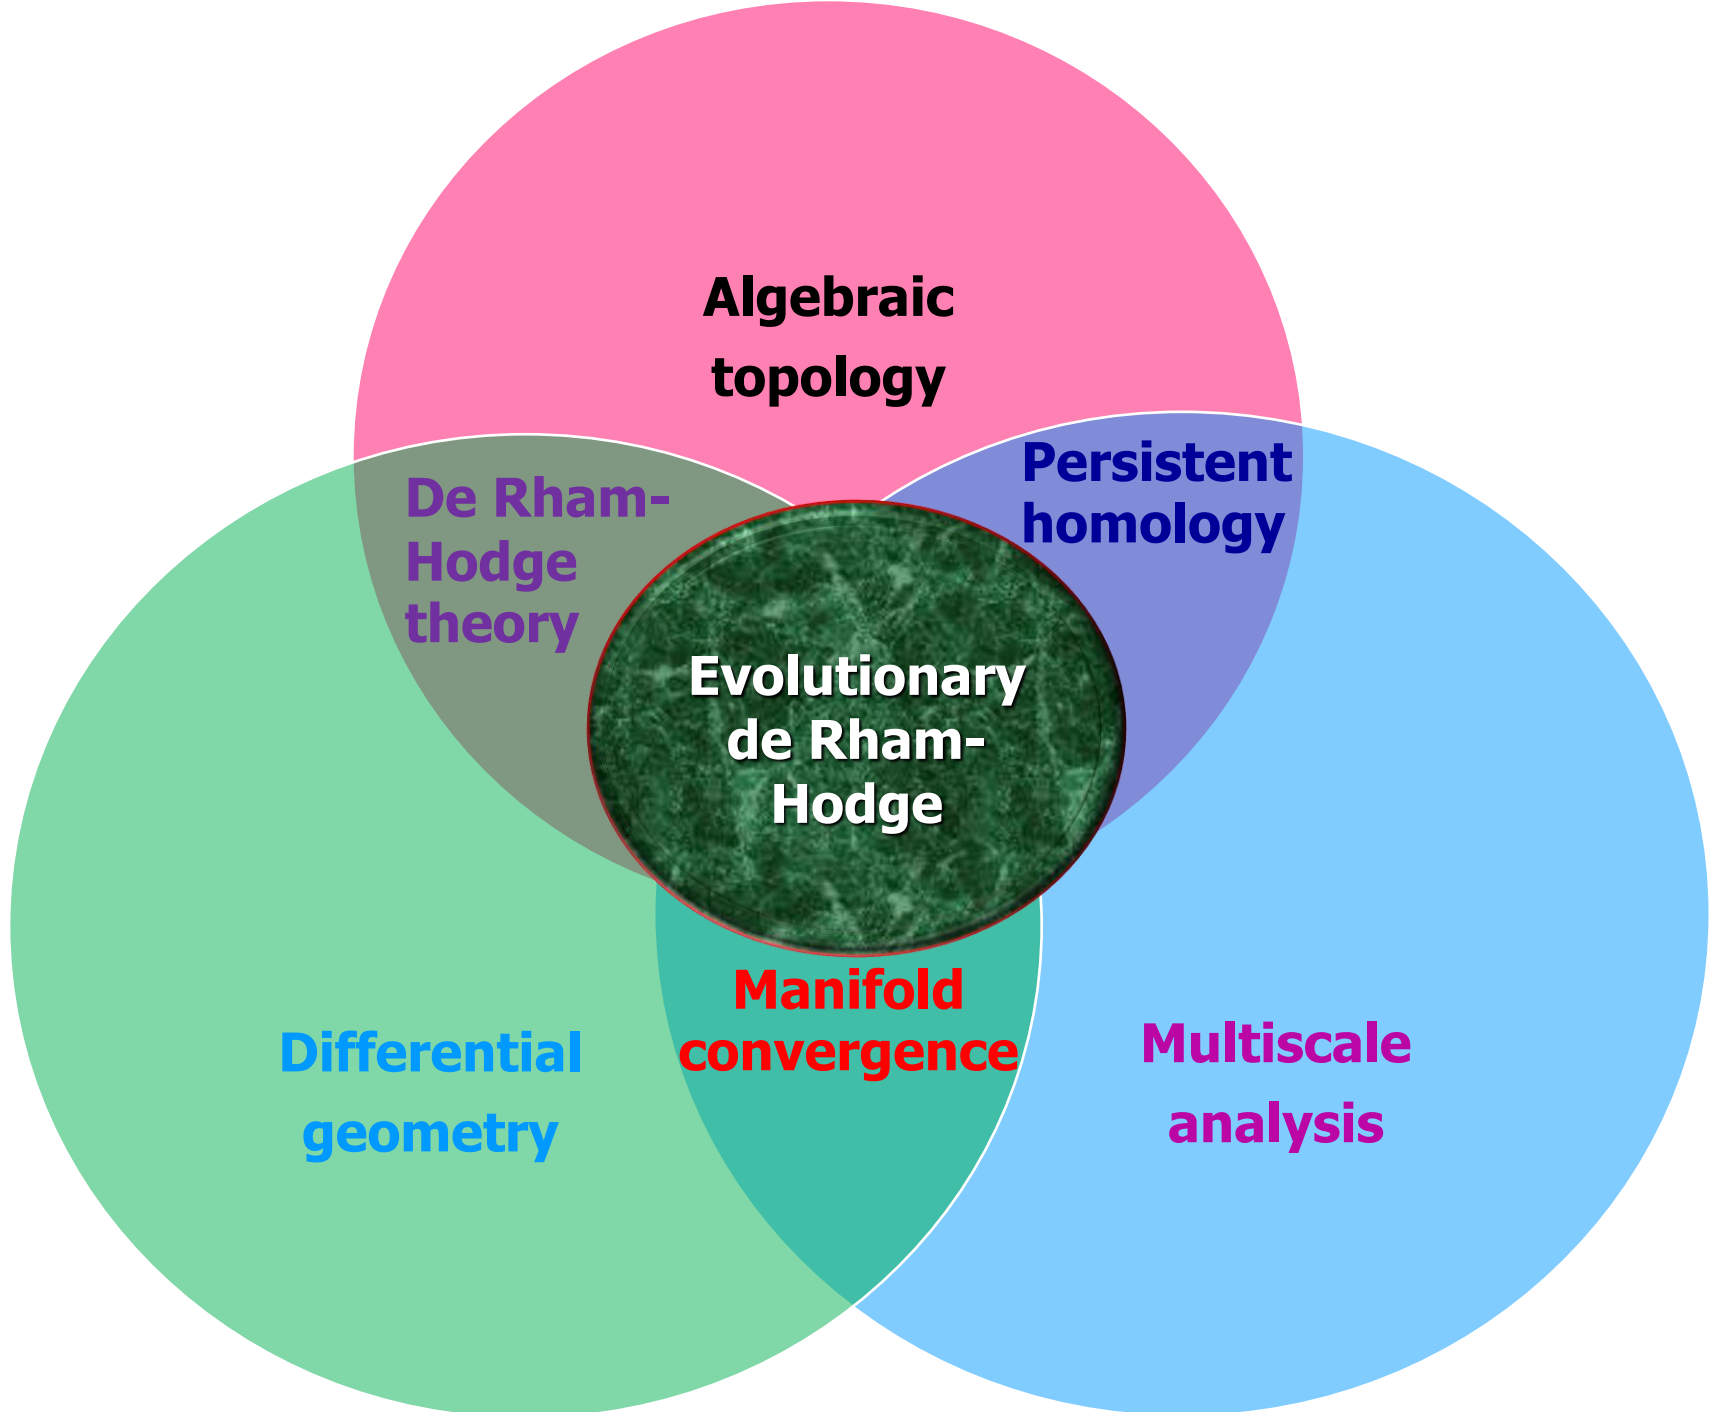 Algebraic
topology
Persistent
homology
De Rham-
Hodge
theory
Evolutionary
de Rham-
Hodge
Manifold
convergence
Differential
geometry
Multiscale
analysis